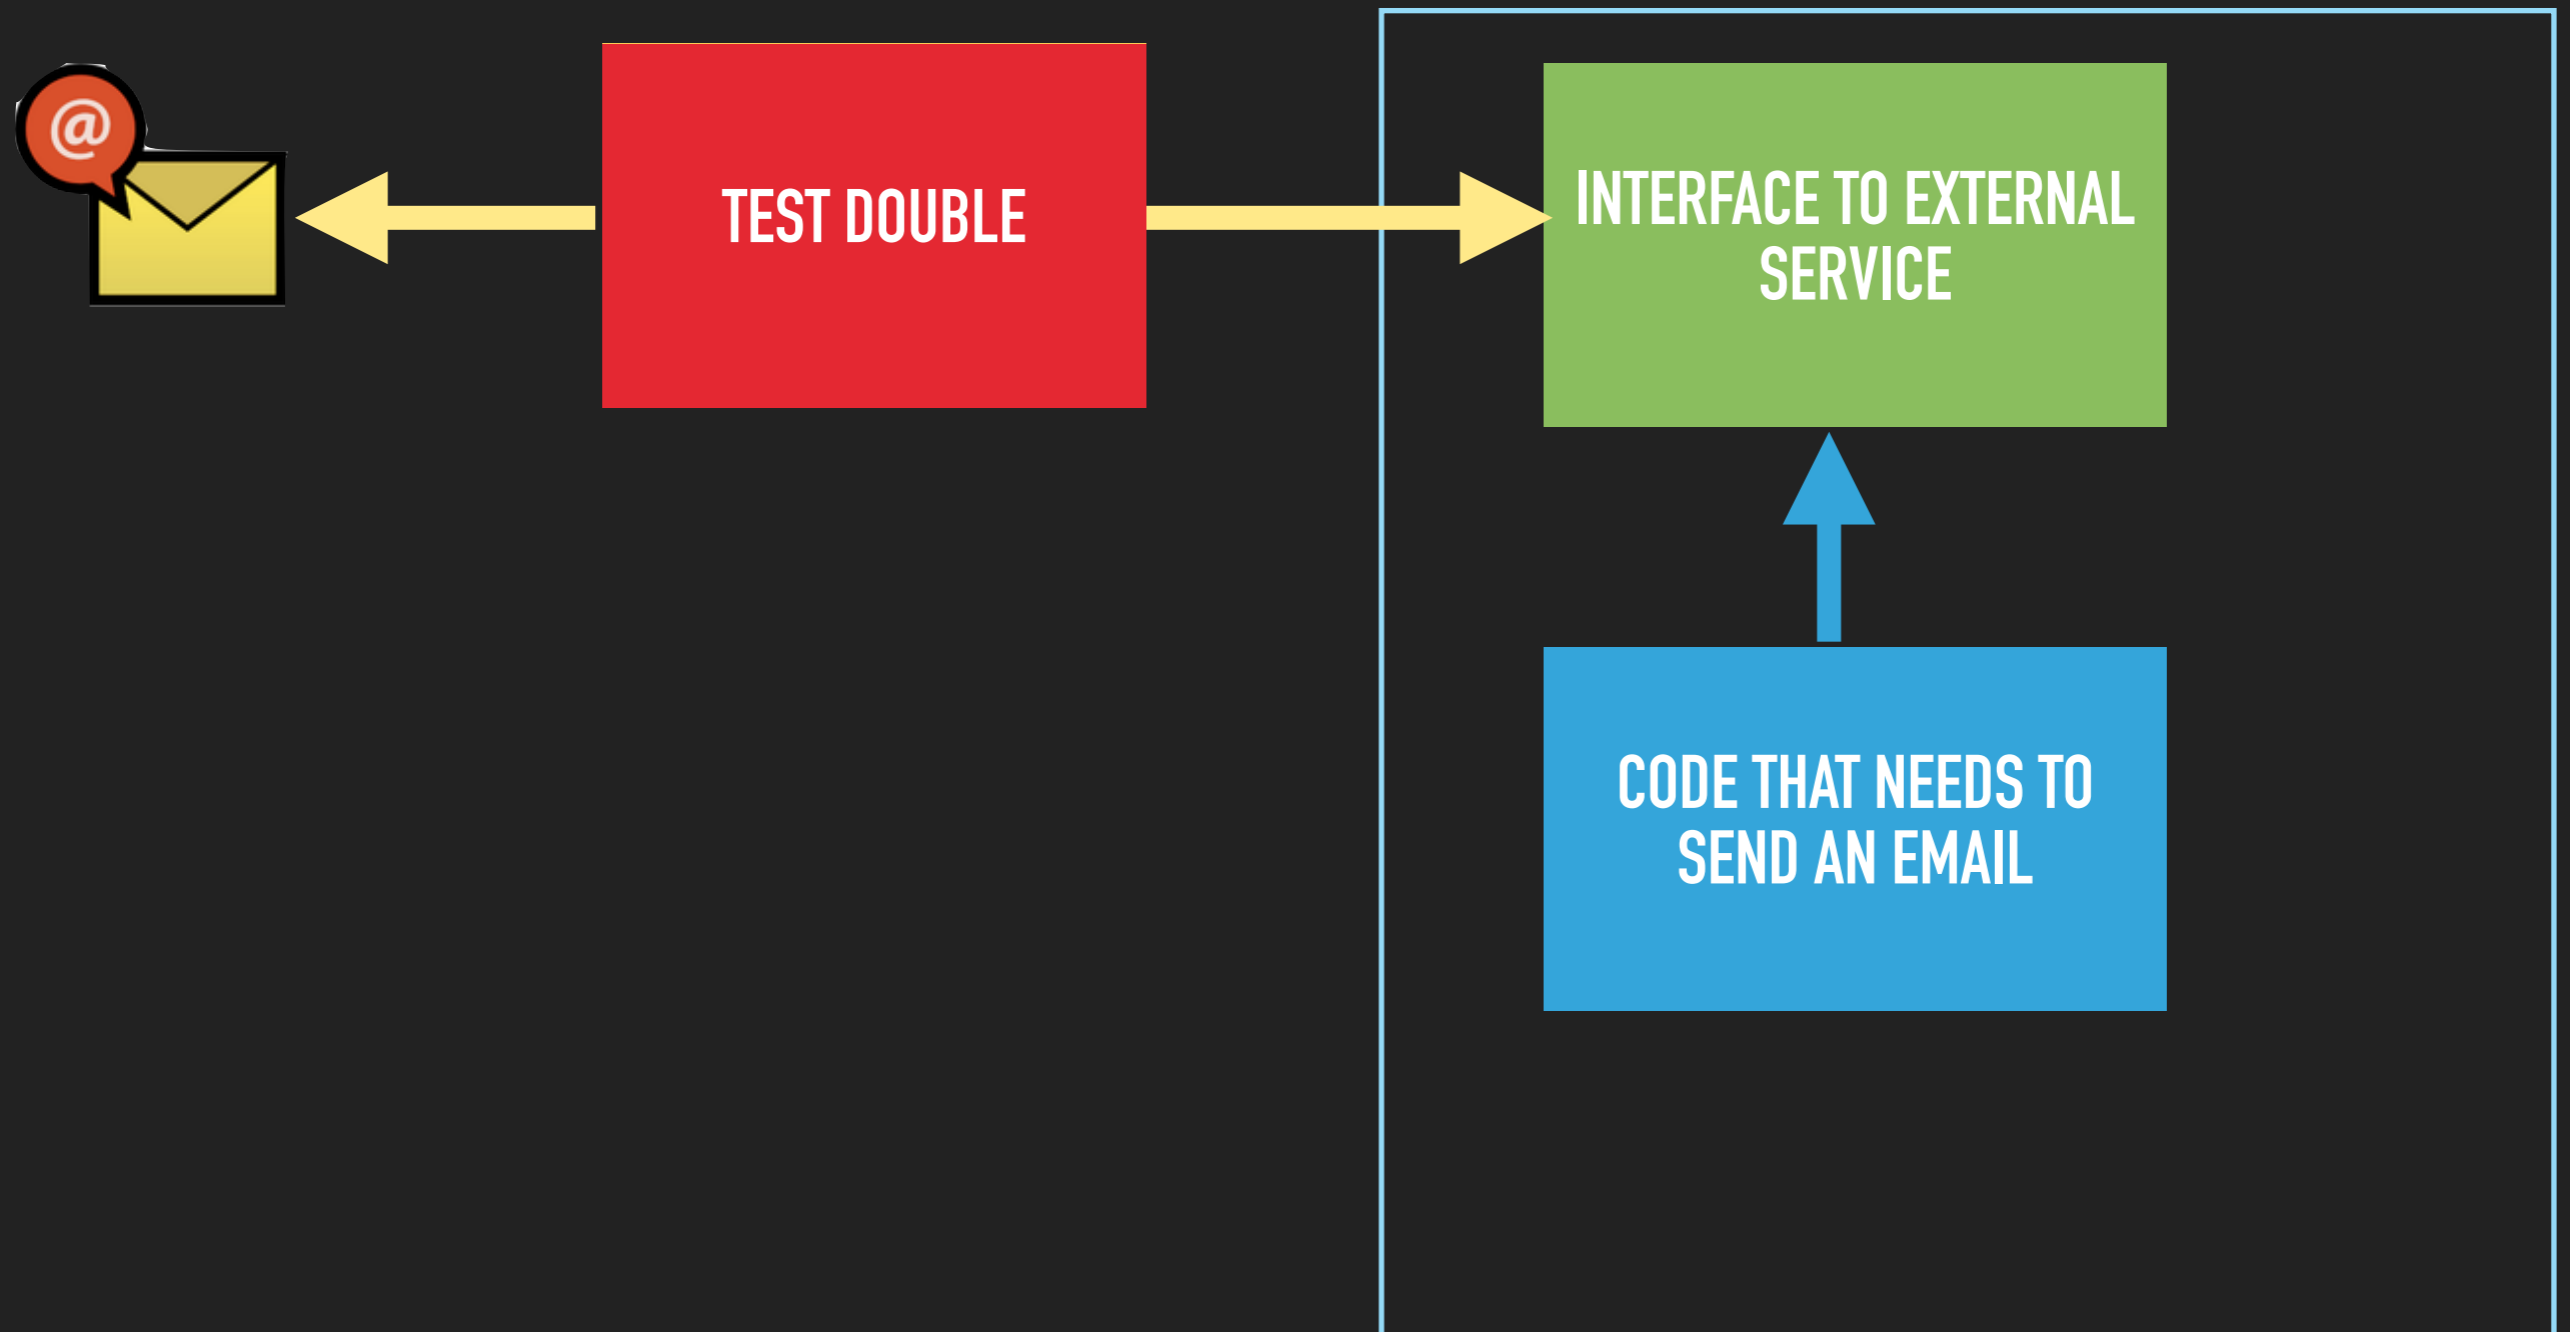 @
TEST DOUBLE
INTERFACE TO EXTERNAL
SERVICE
CODE THAT NEEDS TO
SEND AN EMAIL